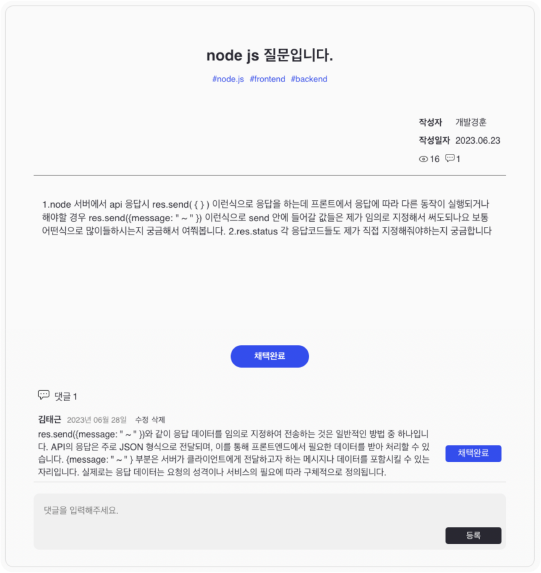 node js 질문입니다.
#node.js #frontend #backend
작성자 개발경훈
작성일자 2023.06.23
16 1
1.node 서버에서 api 응답시 res.send( { } ) 이런식으로 응답을 하는데 프론트에서 응답에 따라 다른 동작이 실행되거나
해야할 경우 res.send({message: " ~ " }) 이런식으로 send 안에 들어갈 값들은 제가 임의로 지정해서 써도되나요 보통
어떤식으로 많이들하시는지 궁금해서 여쭤봅니다. 2.res.status 각 응답코드들도 제가 직접 지정해줘야하는지 궁금합니다
채택완료
댓글 1
김태근 2023년 06월 28일 수정 삭제
res.send({message: " ~ " })와 같이 응답 데이터를 임의로 지정하여 전송하는 것은 일반적인 방법 중 하나입니
다. API의 응답은 주로 JSON 형식으로 전달되며, 이를 통해 프론트엔드에서 필요한 데이터를 받아 처리할 수 있
습니다. {message: " ~ " } 부분은 서버가 클라이언트에게 전달하고자 하는 메시지나 데이터를 포함시킬 수 있는
자리입니다. 실제로는 응답 데이터는 요청의 성격이나 서비스의 필요에 따라 구체적으로 정의됩니다.
채택완료
댓글을 입력해주세요.
등록